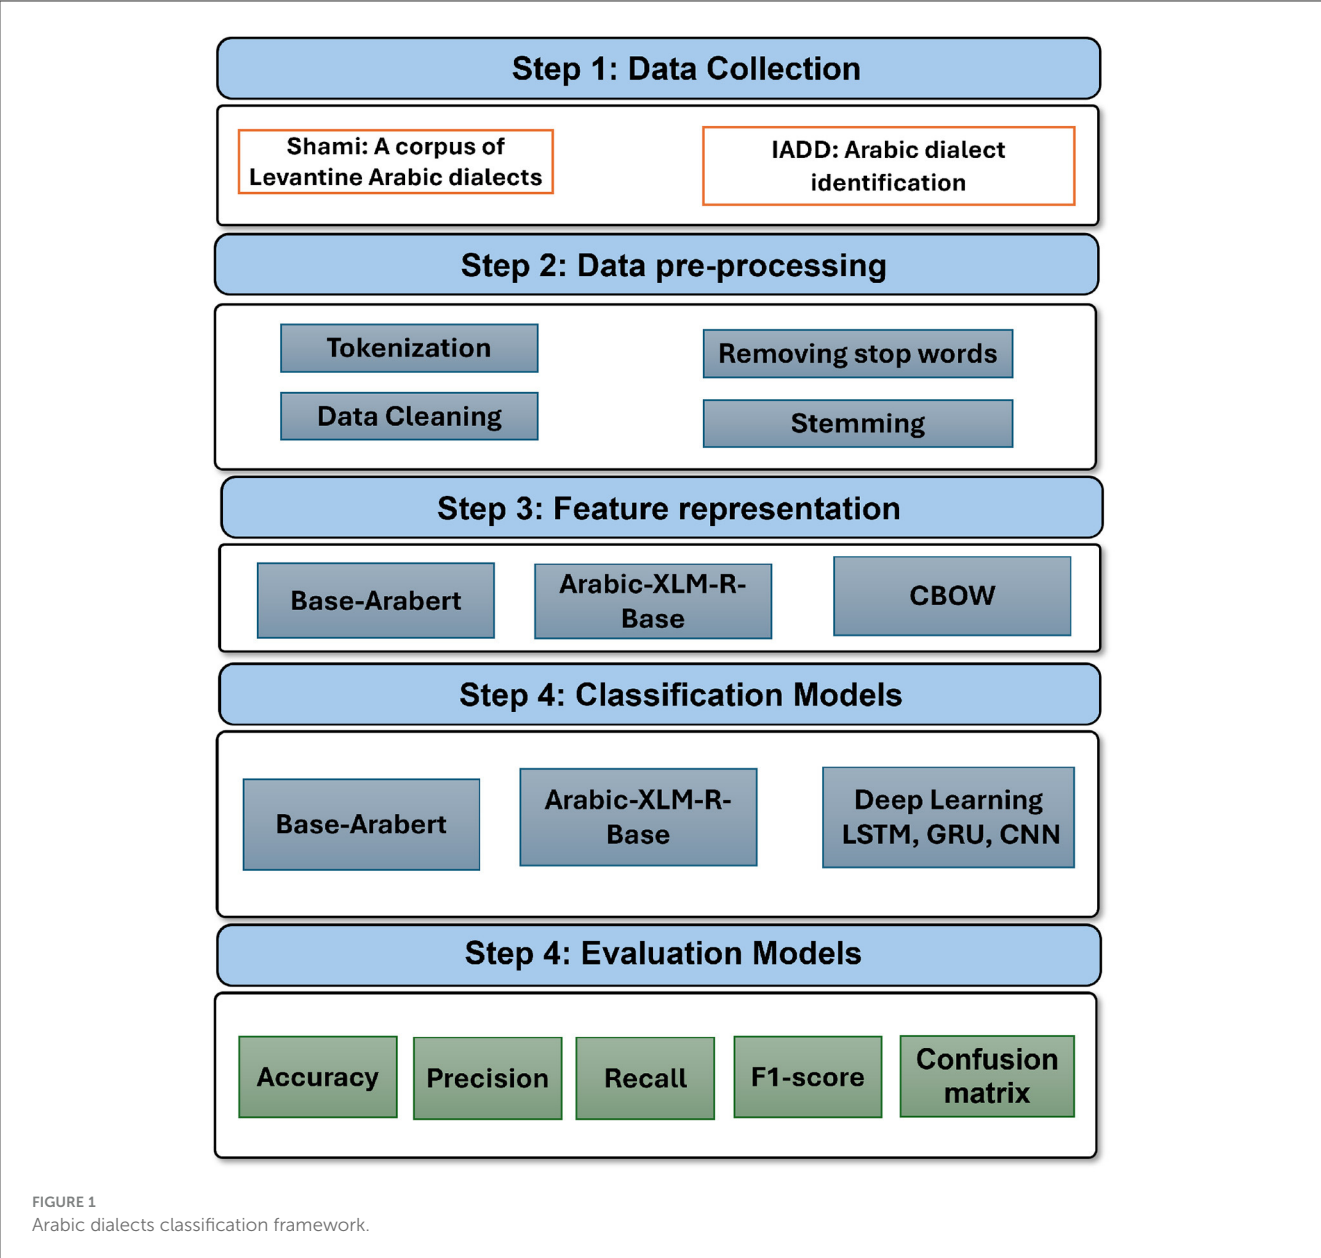 Step 1: Data Collection
Shami: A corpus of
Levantine Arabic dialects
IADD: Arabic dialect
identification
Step 2: Data pre-processing
Tokenization
Removing stop words
Data Cleaning
Stemming
Step 3: Feature representation
Base-Arabert
Arabic-XLM-R-
Base
CBOW
Step 4: Classification Models
Base-Arabert
Arabic-XLM-R-
Base
Deep Learning
LSTM, GRU, CNN
Step 4: Evaluation Models
Accuracy
Precision
Recall
F1-score
Confusion
matrix
FIGURE 1
Arabic dialects classification framework.